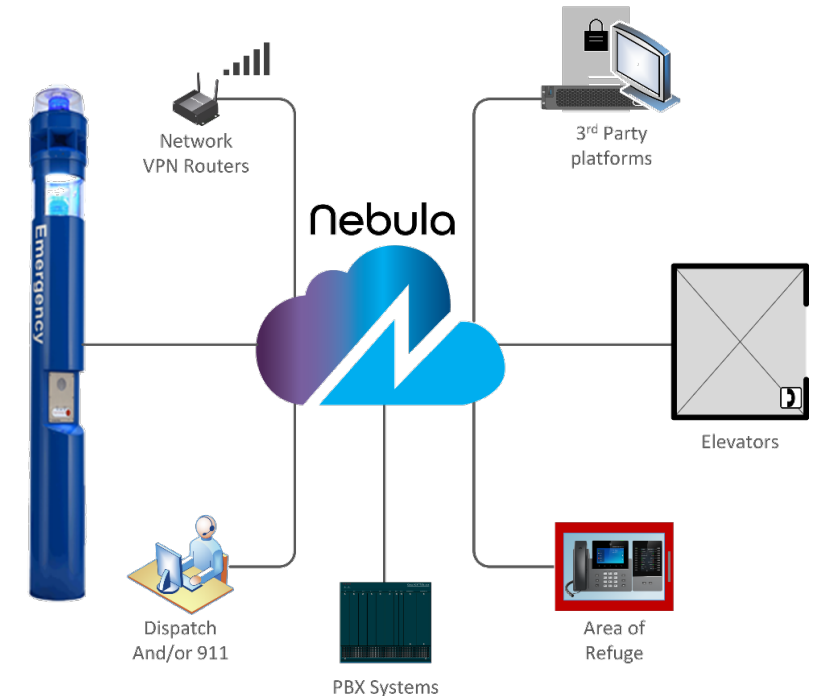 Network
VPN Routers
3rd Party
platforms
Nebula
Emergency
Elevators
Dispatch
And/or 911
Area of
Refuge
PBX Systems